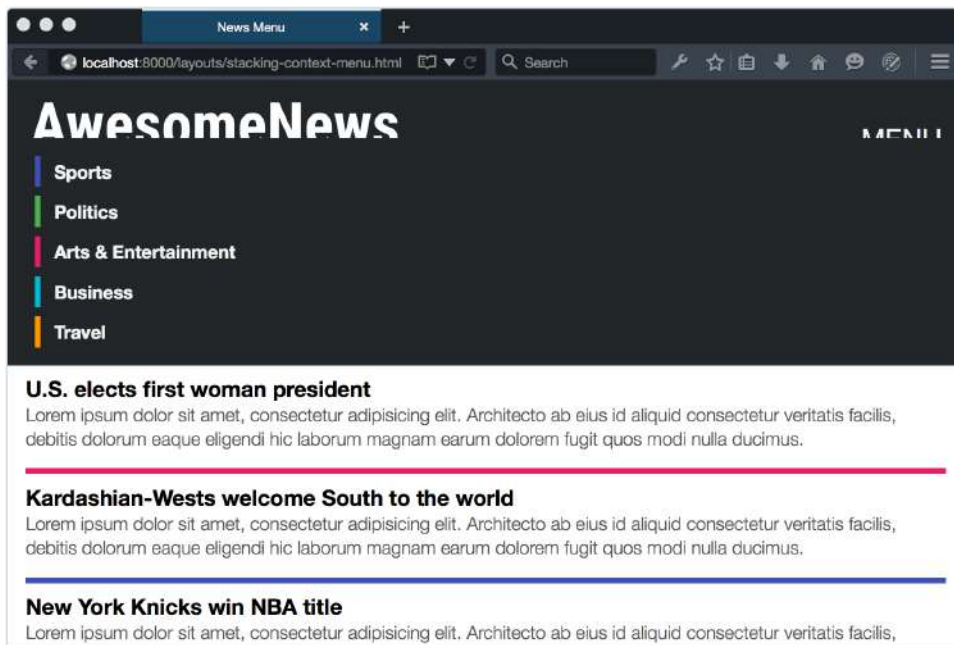 News Menu
localhost:8000/layouts/stacking-context-menu.html
Search
AwesomeNews
MENU
Sports
Politics
Arts & Entertainment
Business
Travel
U.S. elects first woman president
Lorem ipsum dolor sit amet, consectetur adipisicing elit. Architecto ab eius id aliquid consectetur veritatis facilis,
debitis dolorum eaque eligendi hic laborum magnam earum dolorem fugit quos modi nulla ducimus.
Kardashian-Wests welcome South to the world
Lorem ipsum dolor sit amet, consectetur adipisicing elit. Architecto ab eius id aliquid consectetur veritatis facilis,
debitis dolorum eaque eligendi hic laborum magnam earum dolorem fugit quos modi nulla ducimus.
New York Knicks win NBA title
Lorem ipsum dolor sit amet, consectetur adipisicing elit. Architecto ab eius id aliquid consectetur veritatis facilis,